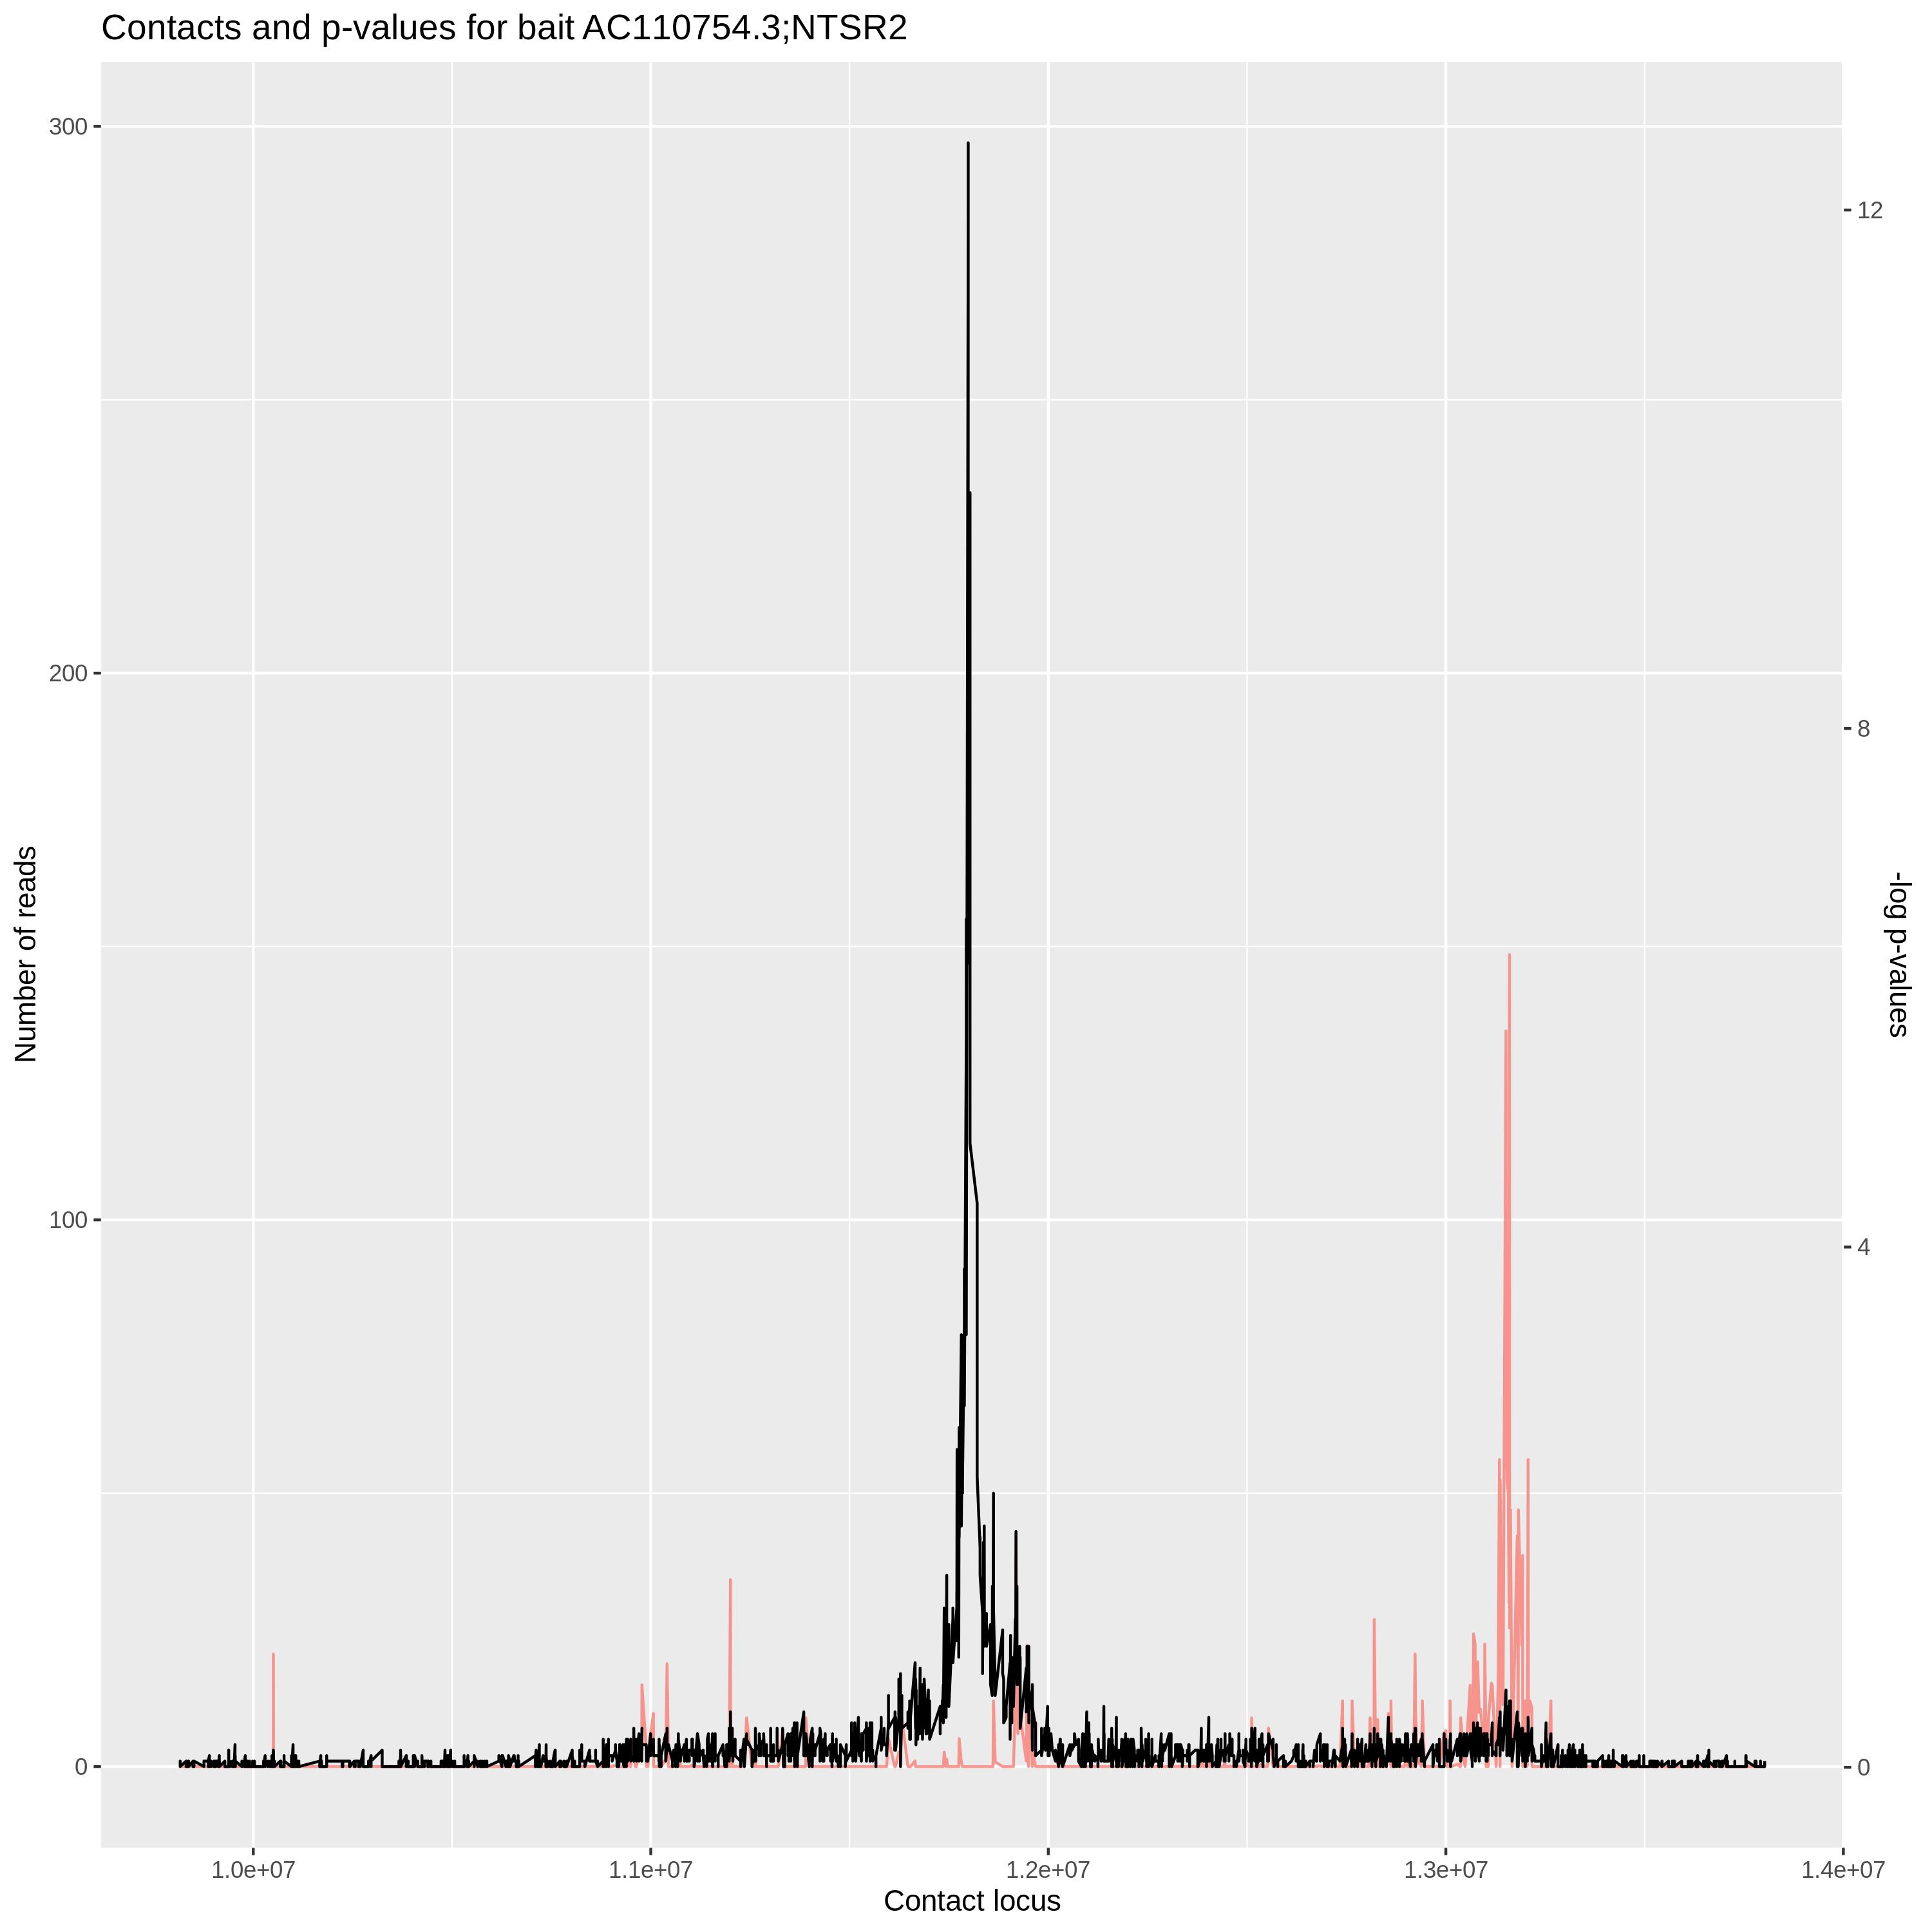 Contacts and p-values for bait AC110754.3;NTSR2
300
200
100
0
12
8
4
0
Number of reads
-log p-values
1.0e+07
1.1e+07
1.2e+07
1.3e+07
1.4e+07
Contact locus